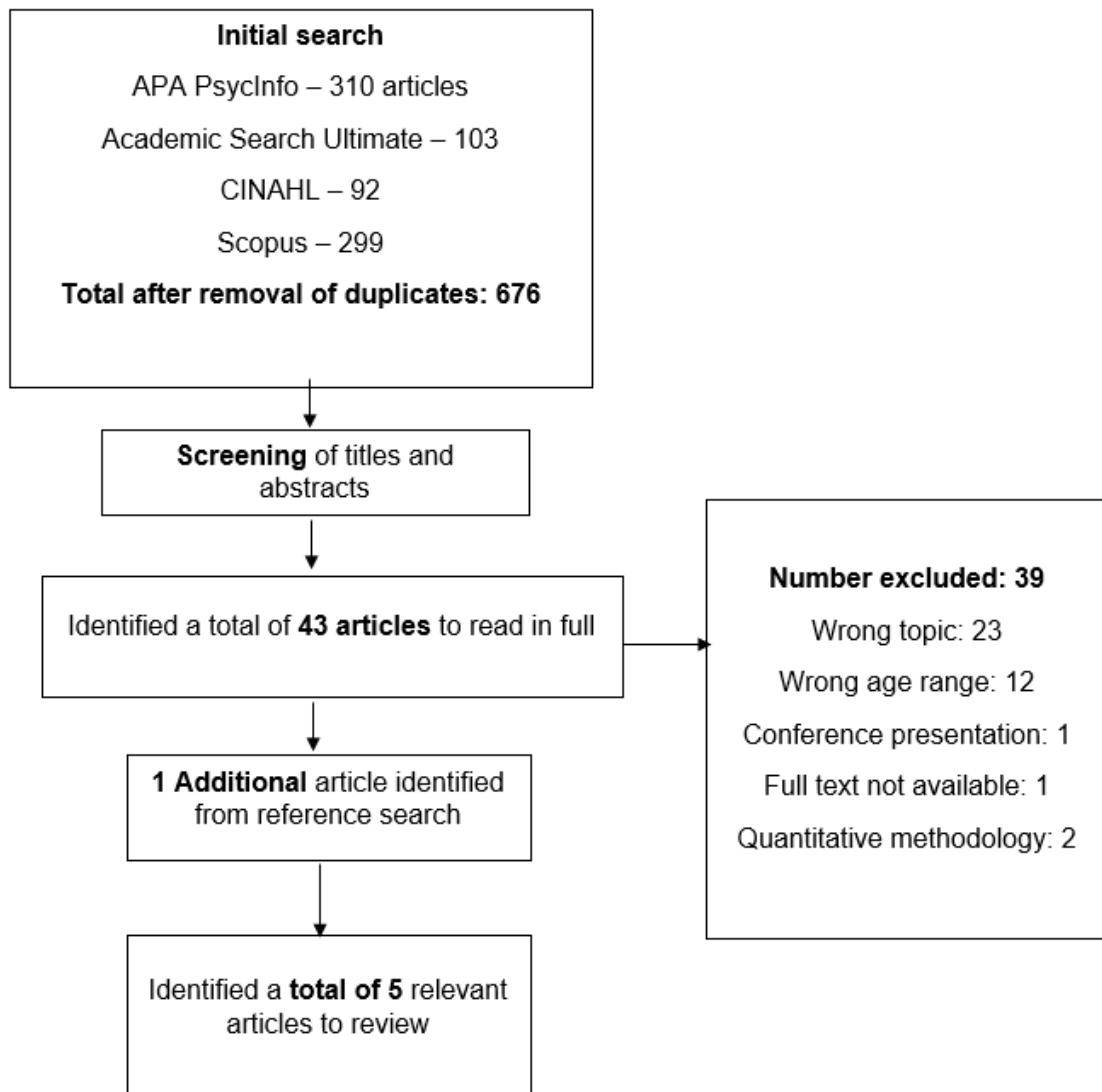 Initial search
APA PsycInfo – 310 articles
Academic Search Ultimate – 103
CINAHL – 92
Scopus – 299
Total after removal of duplicates: 676
Screening of titles and
abstracts
Identified a total of 43 articles to read in full
Number excluded: 39
Wrong topic: 23
Wrong age range: 12
Conference presentation: 1
Full text not available: 1
Quantitative methodology: 2
1 Additional article identified
from reference search
Identified a total of 5 relevant
articles to review